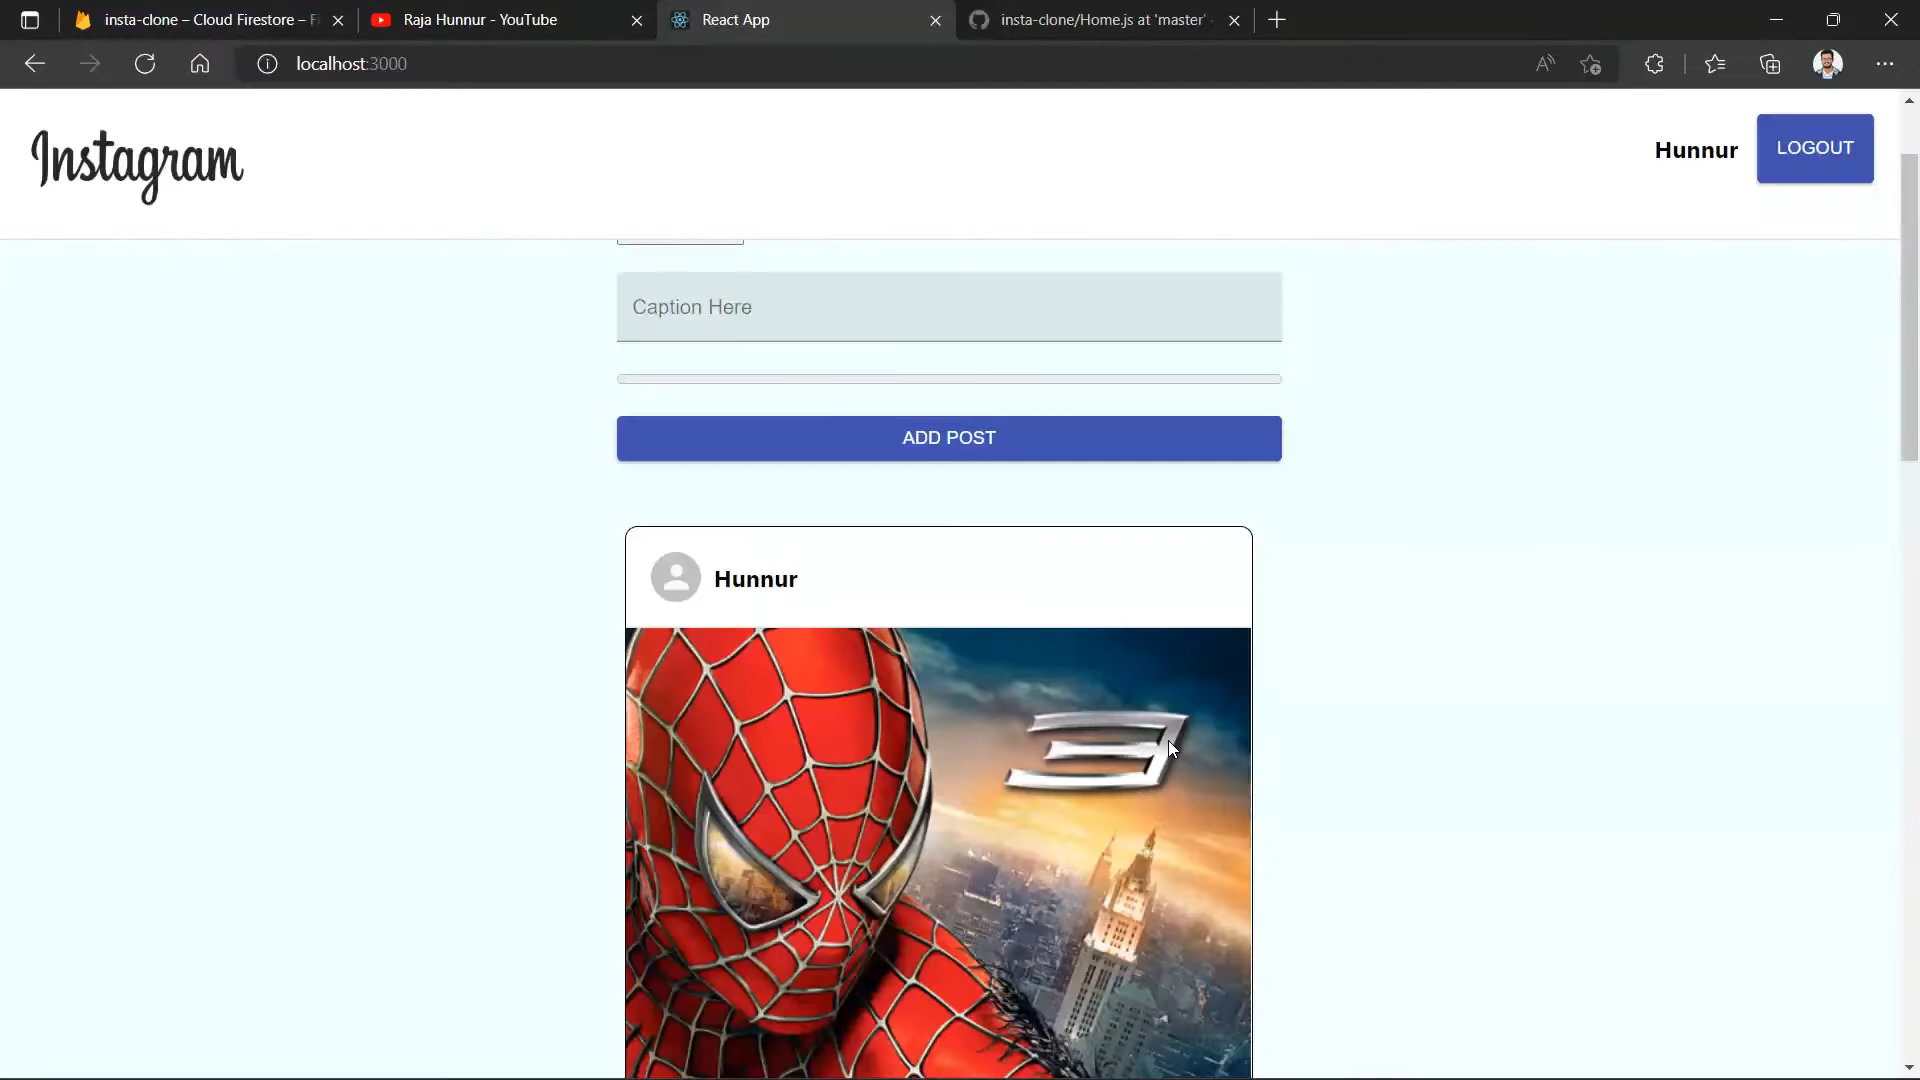 insta-clone – Cloud Firestore – F
Raja Hunnur - YouTube
React App
insta-clone/Home.js at 'master'
localhost:3000
Instagram
Hunnur
LOGOUT
Caption Here
ADD POST
Hunnur
3